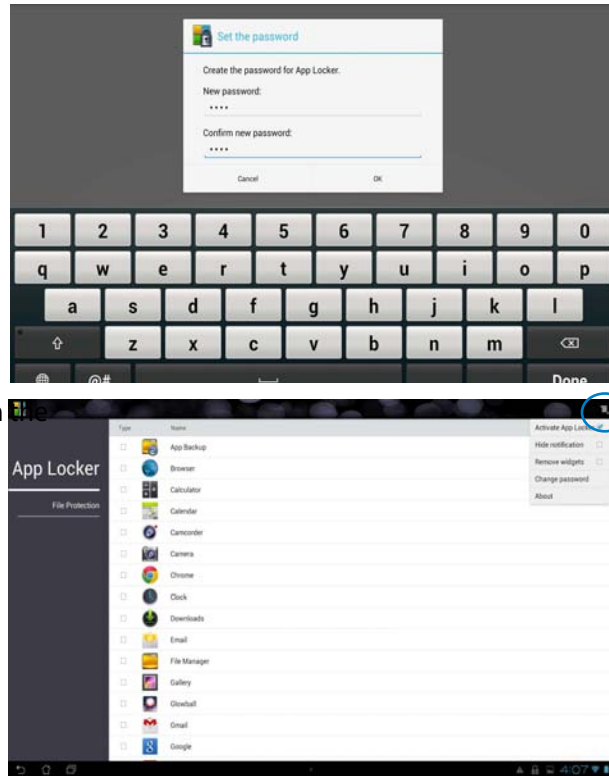 Set the password
Create the password for App Locker.
New password:
••••
Confirm new password:
••••
Cancel OK
1 2 3 4 5 6 7 8 9 0
q w e r t y u i o p
a s d f g h j k l
z x c v b n m
@#
Done
the
Type Name
Activate App Locker
App Backup
Hide notification
App Locker
Browser
Remove widgets
Calculator
Change password
File Protection
Calendar
About
Camcorder
Camera
Chrome
Clock
Downloads
Email
File Manager
Gallery
Glowball
Gmail
Google
4:07